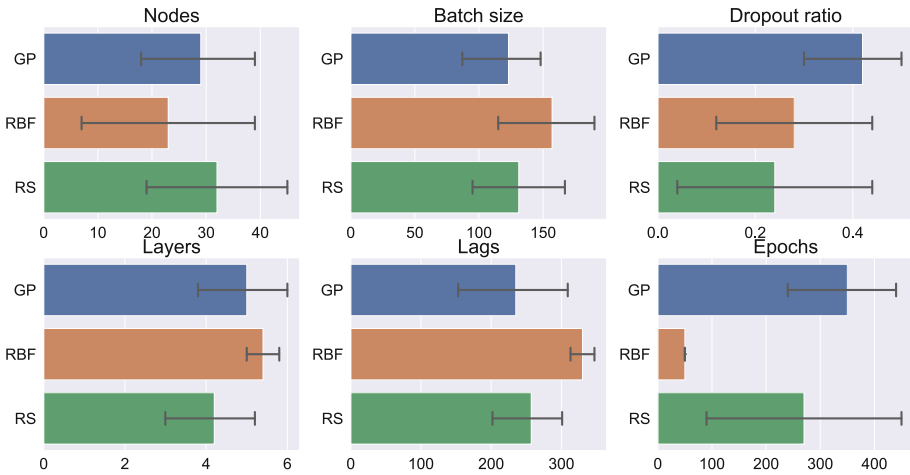 Nodes Batch size Dropout ratio
GP GP GP
RBF RBF RBF
RS RS RS
0 10 20 30 40 0 50 100 150 0.0 0.2 0.4
Layers Lags Epochs
GP GP GP
RBF RBF RBF
RS RS RS
0 2 4 6 0 100 200 300 0 100 200 300 400